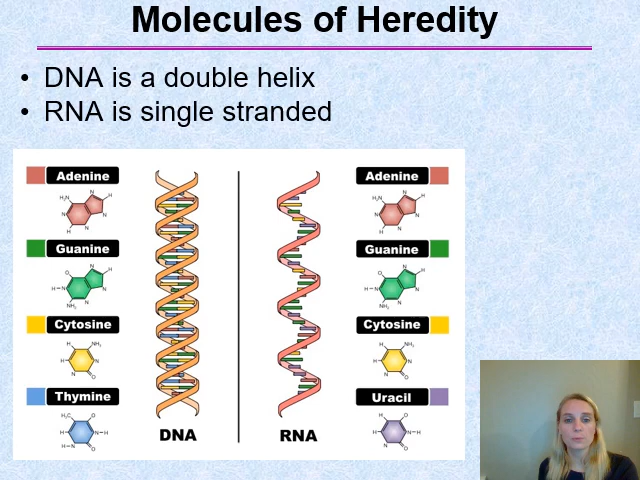 Molecules of Heredity
• DNA is a double helix
• RNA is single stranded
Adenine
Guanine
Cytosine
Thymine
DNA
RNA
Adenine
Guanine
Cytosine
Uracil